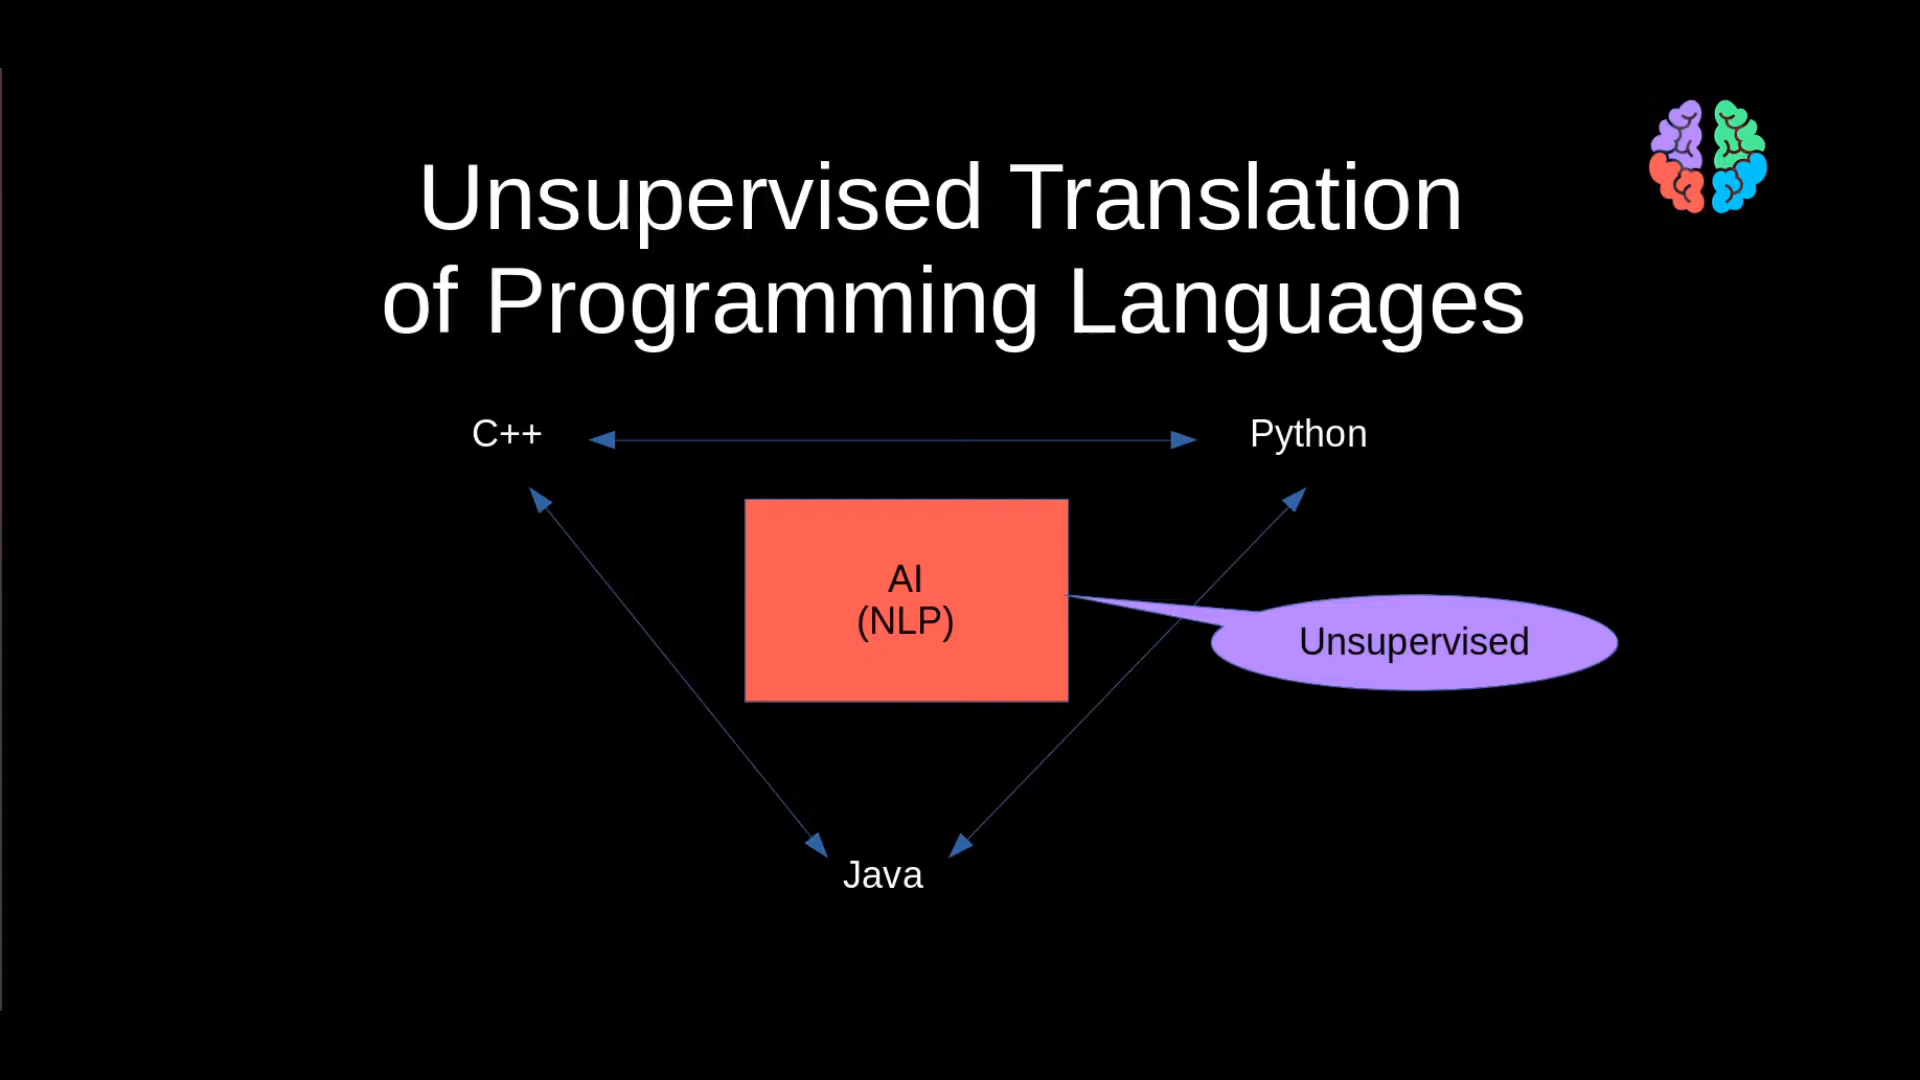 Unsupervised Translation
of Programming Languages
C++
Python
AI
(NLP)
Unsupervised
Java